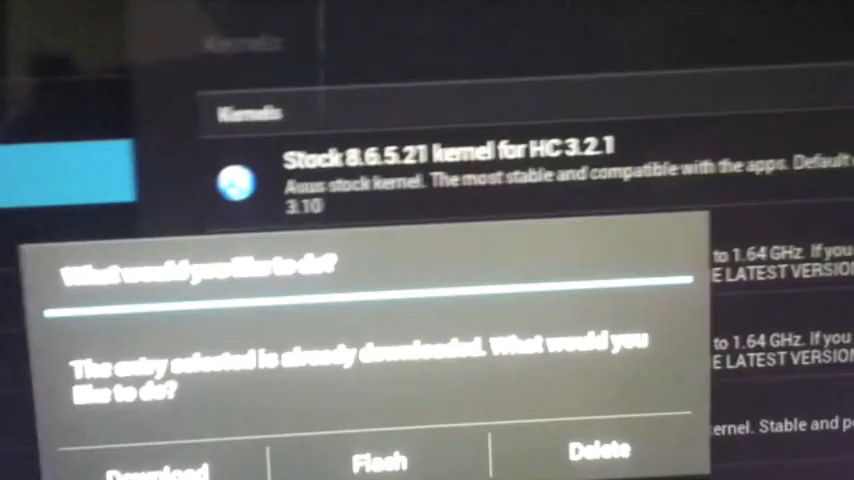 Kernels
Kernels
Stock 8.6.5.21 kernel for HC 3.2.1
Asus stock kernel. The most stable and compatible with the apps. Default
3.10
What would you like to do?
to 1.64 GHz. If you
E LATEST VERSION
The entry selected is already downloaded. What would you
like to do?
to 1.64 GHz. If you
E LATEST VERSION
ernel. Stable and
Download
Flash
Delete